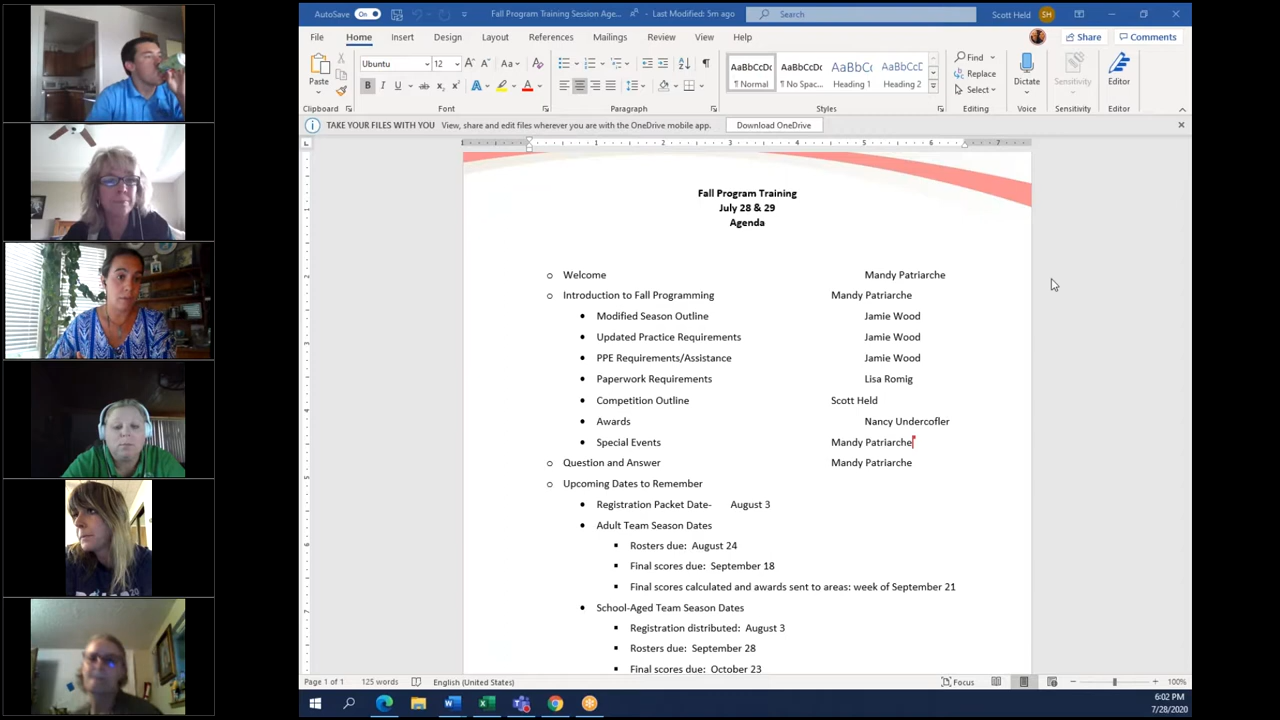 AutoSave On Fall Program Training Session Age... - Last Modified: 5m ago Search Scott Held SH
File Home Insert Design Layout References Mailings Review View Help Share Comments
Paste Ubuntu 12 Find Replace Select Dictate Sensitivity Editor
AaBbCcDc AaBbCcDc AaBbCc AaBbCcD
¶ Normal ¶ No Spac... Heading 1 Heading 2
Clipboard Font Paragraph Styles Editing Voice Sensitivity Editor
TAKE YOUR FILES WITH YOU View, share and edit files wherever you are with the OneDrive mobile app. Download OneDrive
Fall Program Training
July 28 & 29
Agenda
o Welcome Mandy Patriarche
o Introduction to Fall Programming Mandy Patriarche
• Modified Season Outline Jamie Wood
• Updated Practice Requirements Jamie Wood
• PPE Requirements/Assistance Jamie Wood
• Paperwork Requirements Lisa Romig
• Competition Outline Scott Held
• Awards Nancy Undercofler
• Special Events Mandy Patriarche
o Question and Answer Mandy Patriarche
o Upcoming Dates to Remember
• Registration Packet Date- August 3
• Adult Team Season Dates
▪ Rosters due: August 24
▪ Final scores due: September 18
▪ Final scores calculated and awards sent to areas: week of September 21
• School-Aged Team Season Dates
▪ Registration distributed: August 3
▪ Rosters due: September 28
▪ Final scores due: October 23
Page 1 of 1 125 words English (United States) Focus 100%
6:02 PM
7/28/2020